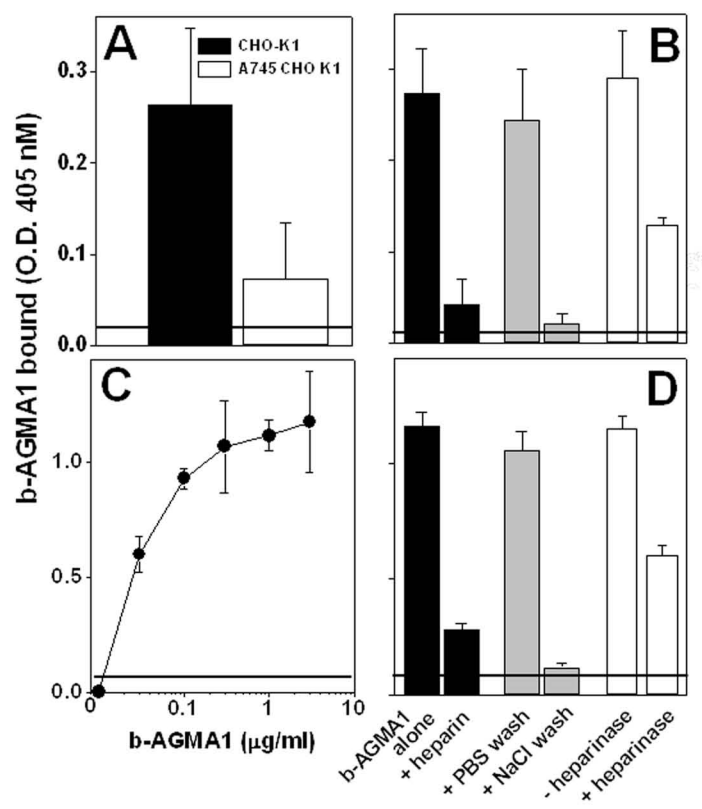 A
CHO-K1
A745 CHO K1
B
0.3
0.2
0.1
0.0
C
D
1.0
0.5
0.0
0
0.1
1
10
b-AGMA1 (µg/ml)
b-AGMA1 bound (O.D. 405 nM)
b-AGMA1
alone
+ heparin
+ PBS wash
+ NaCl wash
- heparinase
+ heparinase